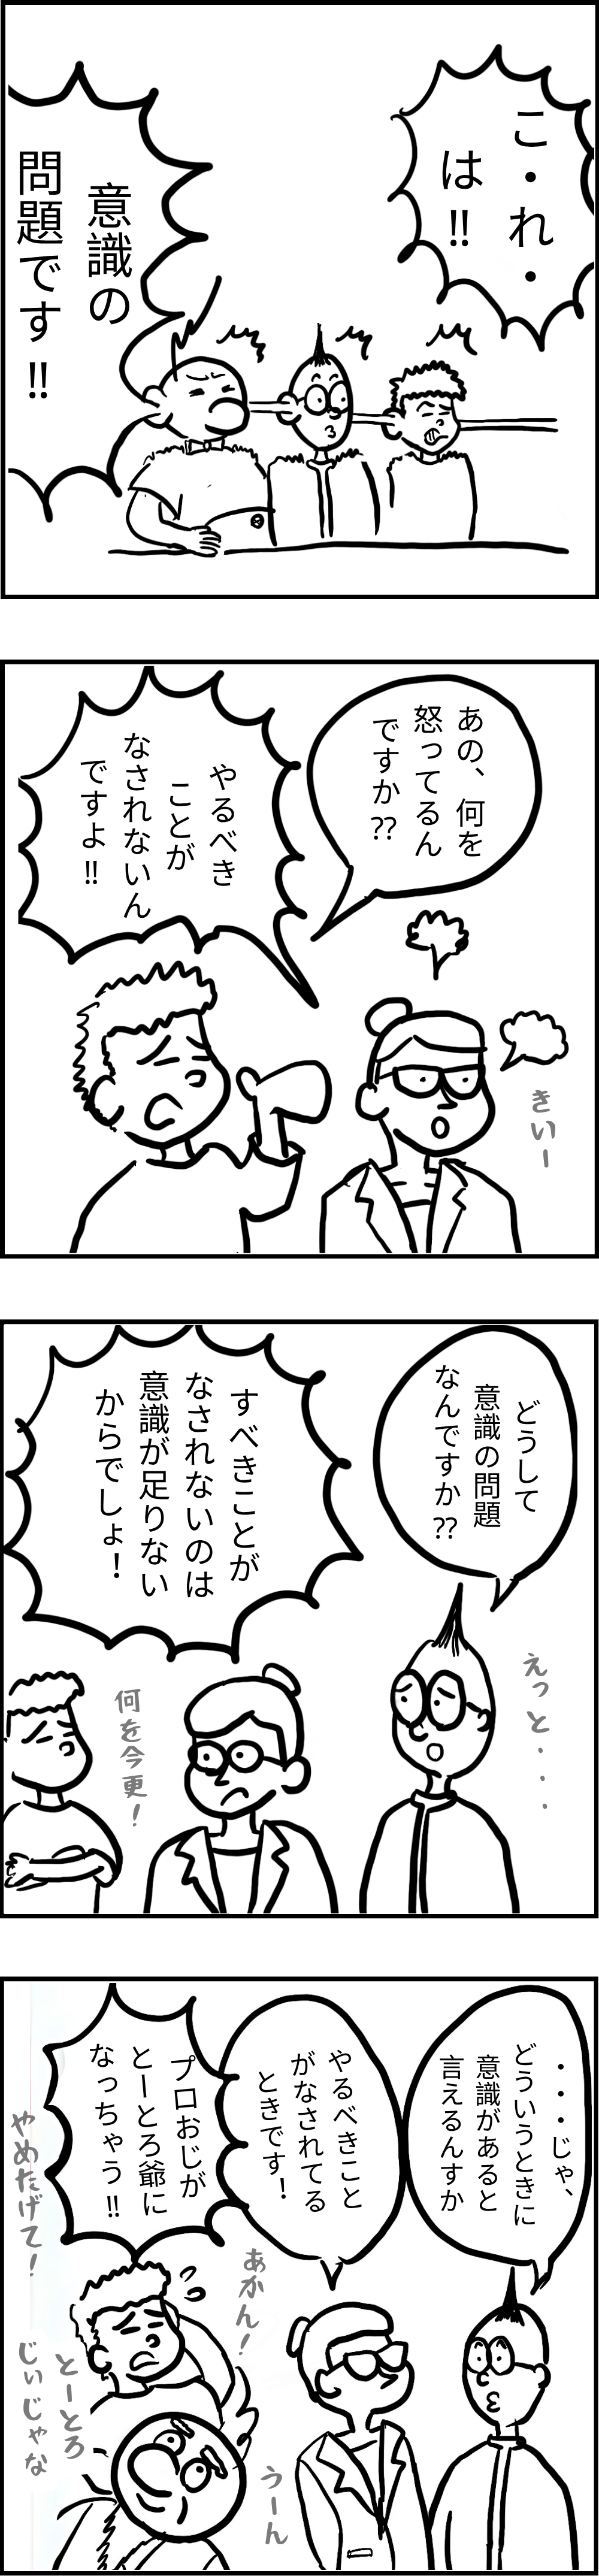 こ・れ・
は!!
意識の
問題です!!
あの、何を
怒ってるん
ですか??
やるべき
ことが
なされないん
ですよ!!
きいー
どうして
意識の問題
なんですか??
えっと・・・
すべきことが
なされないのは
意識が足りない
からでしょ!
何を今更!
・・・じゃ、
どういうときに
意識があると
言えるんすか
やるべきこと
がなされてる
ときです!
うーん
プロおじが
とーとろ爺に
なっちゃう!!
あかん!
やめたげて!
とーとろ
じぃじゃな